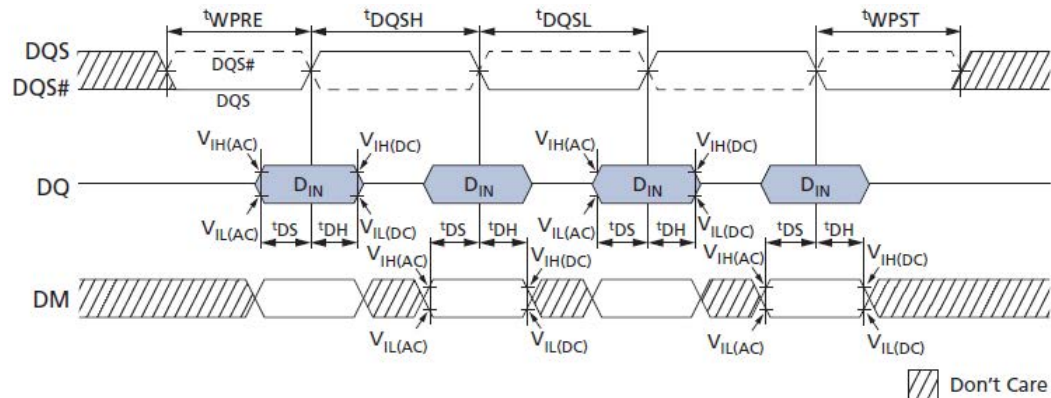 tWPRE tDQSH tDQSL tWPST
DQS
DQS#
DQS#
DQS
VIH(AC) VIH(DC) VIH(AC) VIH(DC)
DQ DIN DIN DIN DIN
VIL(AC) tDS tDH VIL(DC) tDS tDH VIL(AC) tDS tDH VIL(DC) tDS tDH
VIH(AC) VIH(DC) VIH(AC) VIH(DC)
DM
VIL(AC) VIL(DC) VIL(AC) VIL(DC)
Don't Care